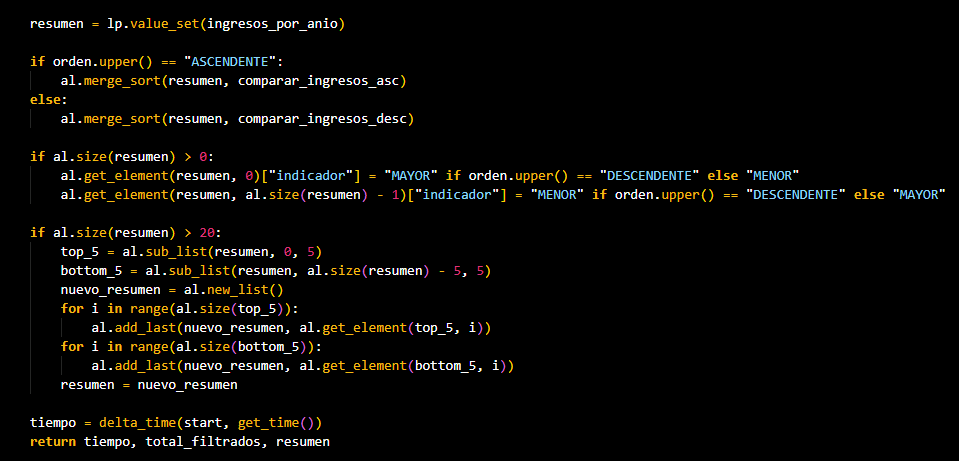 resumen = lp.value_set(ingresos_por_anio)
if orden.upper() == "ASCENDENTE":
al.merge_sort(resumen, comparar_ingresos_asc)
else:
al.merge_sort(resumen, comparar_ingresos_desc)
if al.size(resumen) > 0:
al.get_element(resumen, 0)["indicador"] = "MAYOR" if orden.upper() == "DESCENDENTE" else "MENOR"
al.get_element(resumen, al.size(resumen) - 1)["indicador"] = "MENOR" if orden.upper() == "DESCENDENTE" else "MAYOR"
if al.size(resumen) > 20:
top_5 = al.sub_list(resumen, 0, 5)
bottom_5 = al.sub_list(resumen, al.size(resumen) - 5, 5)
nuevo_resumen = al.new_list()
for i in range(al.size(top_5)):
al.add_last(nuevo_resumen, al.get_element(top_5, i))
for i in range(al.size(bottom_5)):
al.add_last(nuevo_resumen, al.get_element(bottom_5, i))
resumen = nuevo_resumen
tiempo = delta_time(start, get_time())
return tiempo, total_filtrados, resumen